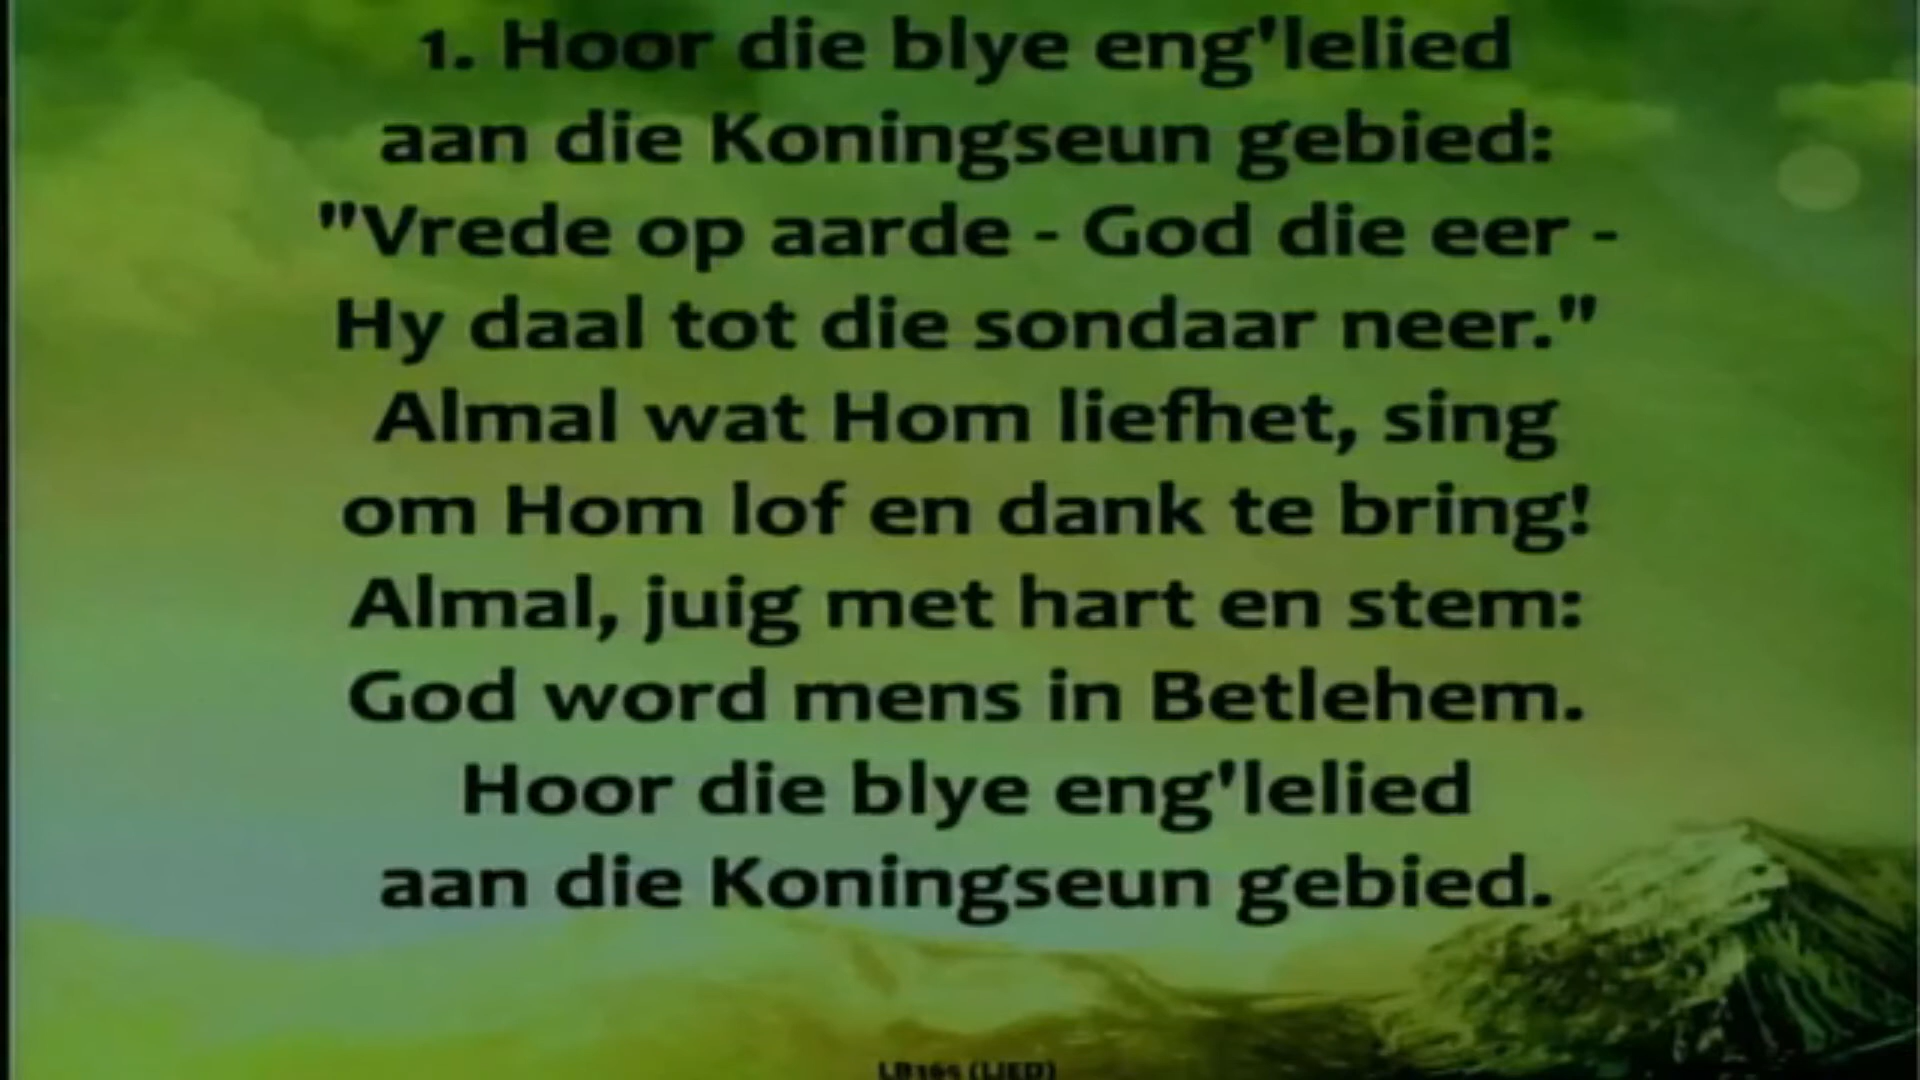 1. Hoor die blye eng'lelied
aan die Koningseun gebied:
"Vrede op aarde - God die eer -
Hy daal tot die sondaar neer."
Almal wat Hom liefhet, sing
om Hom lof en dank te bring!
Almal, juig met hart en stem:
God word mens in Betlehem.
Hoor die blye eng'lelied
aan die Koningseun gebied.
(LIED)